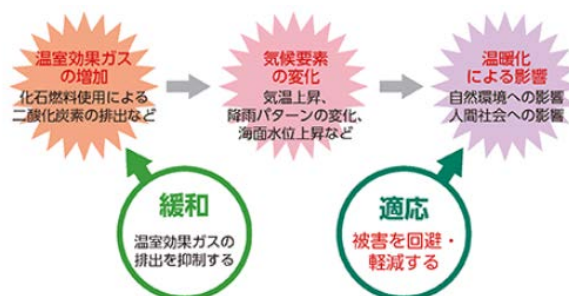 温室効果ガス
の増加
化石燃料使用による
二酸化炭素の排出など
気候要素
の変化
気温上昇、
降雨パターンの変化、
海面水位上昇など
温暖化
による影響
自然環境への影響
人間社会への影響
緩和
温室効果ガスの
排出を抑制する
適応
被害を回避・
軽減する